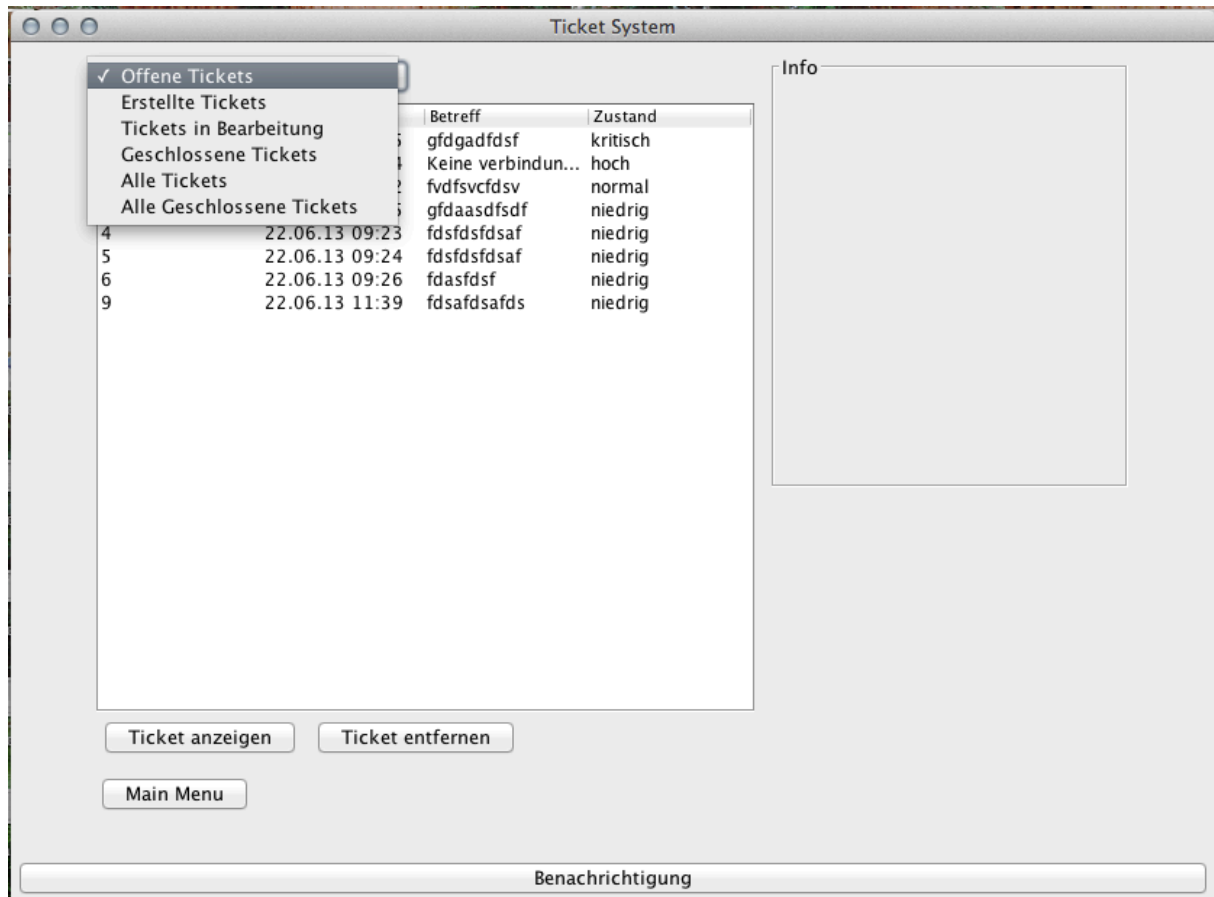 Ticket System
✓ Offene Tickets
Erstellte Tickets
Tickets in Bearbeitung
Geschlossene Tickets
Alle Tickets
Alle Geschlossene Tickets
Info
Betreff Zustand
gfdgadfdsf kritisch
Keine verbindun... hoch
fvdfsvcfdsv normal
gfdaasdfsdf niedrig
4 22.06.13 09:23 fdsfdsfdsaf niedrig
5 22.06.13 09:24 fdsfdsfdsaf niedrig
6 22.06.13 09:26 fdasfdsf niedrig
9 22.06.13 11:39 fdsafdsafds niedrig
Ticket anzeigen Ticket entfernen
Main Menu
Benachrichtigung